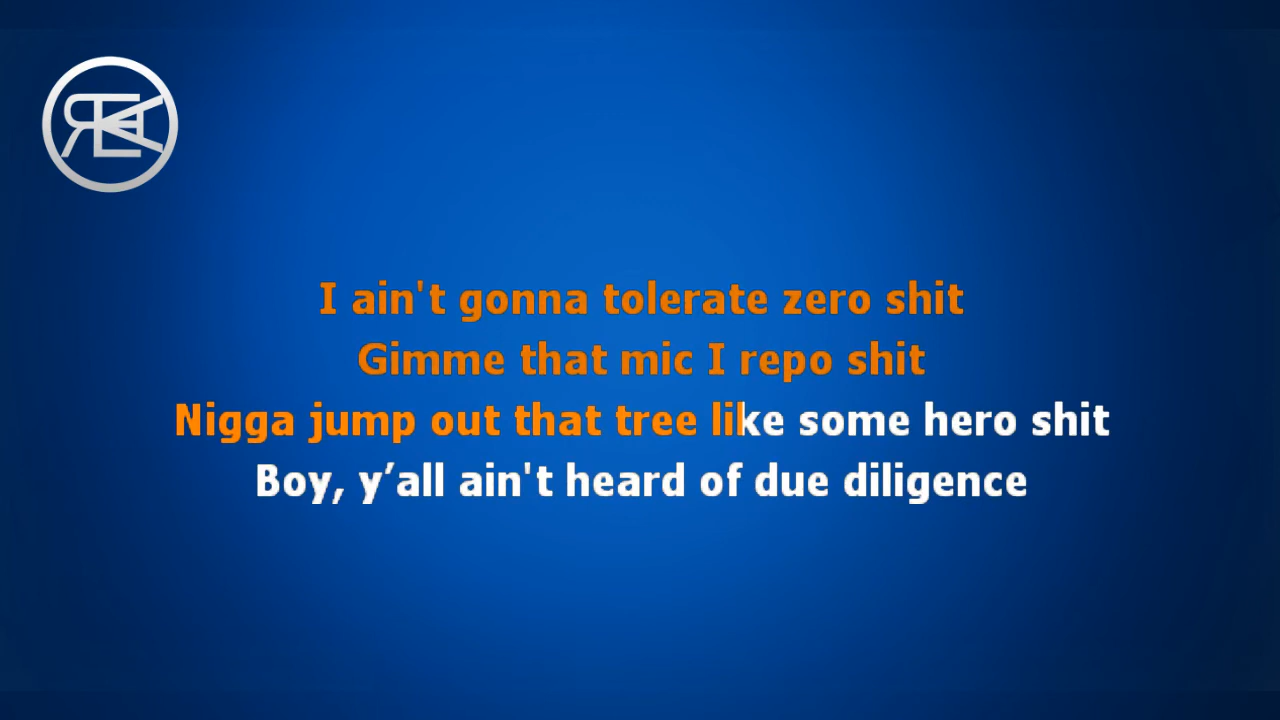 I ain't gonna tolerate zero shit
Gimme that mic I repo shit
Nigga jump out that tree like some hero shit
Boy, y’all ain't heard of due diligence